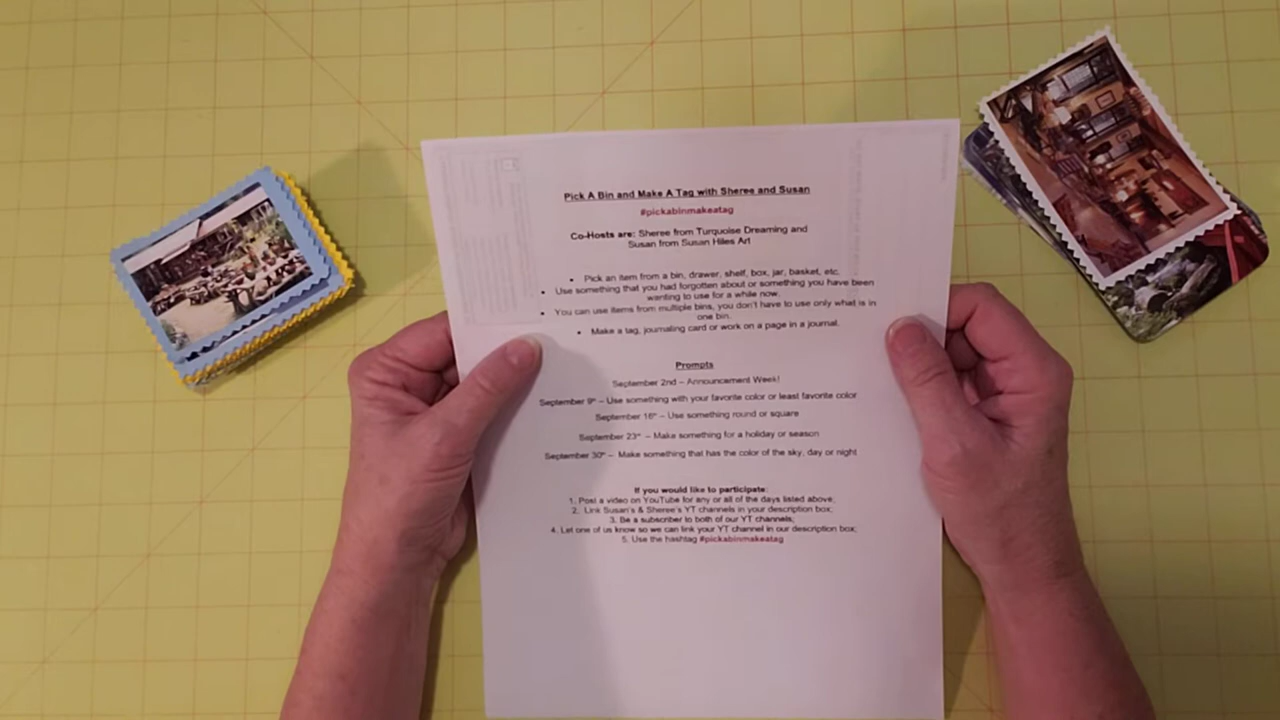 Pick A Bin and Make A Tag with Sheree and Susan
#pickabinmakeatag
Co-Hosts are: Sheree from Turquoise Dreaming and
Susan from Susan Hiles Art
• Pick an item from a bin, drawer, shelf, box, jar, basket, etc.
• Use something that you had forgotten about or something you have been
wanting to use for a while now.
• You can use items from multiple bins, you don't have to use only what is in
one bin.
• Make a tag, journaling card or work on a page in a journal.
Prompts
September 2nd – Announcement Week!
September 9th – Use something with your favorite color or least favorite color
September 16th – Use something round or square
September 23rd – Make something for a holiday or season
September 30th – Make something that has the color of the sky, day or night
If you would like to participate:
1. Post a video on YouTube for any or all of the days listed above;
2. Link Susan's & Sheree's YT channels in your description box;
3. Be a subscriber to both of our YT channels;
4. Let one of us know so we can link your YT channel in our description box;
5. Use the hashtag #pickabinmakeatag